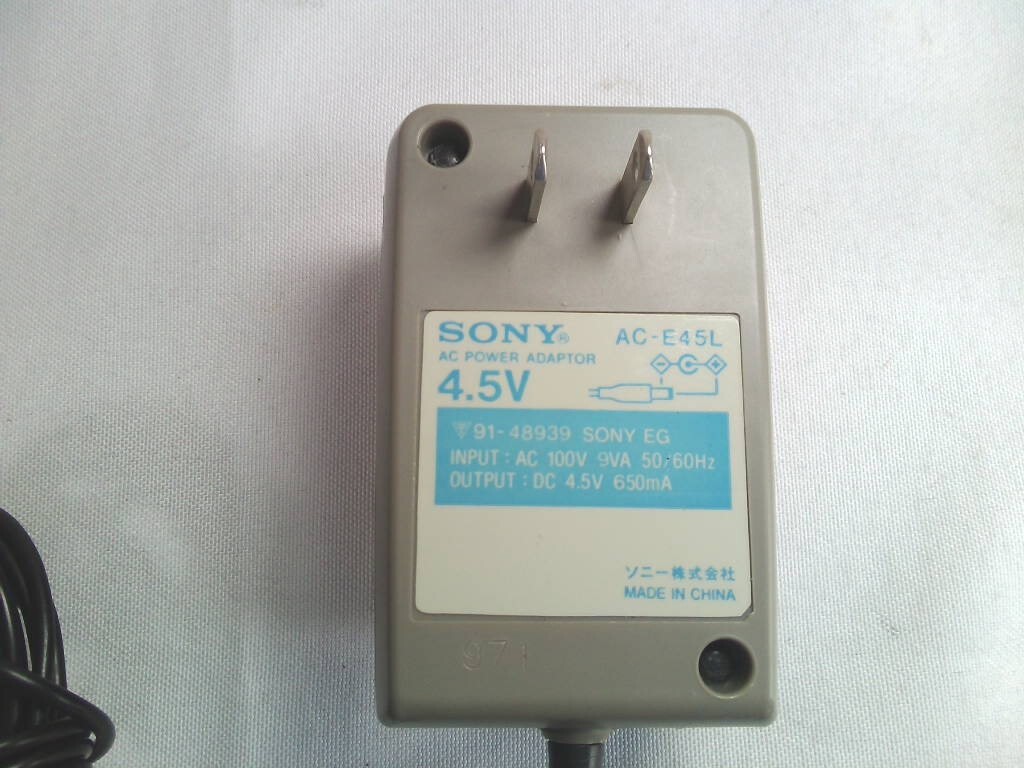 SONY® AC-E45L
AC POWER ADAPTOR
4.5V
91-48939 SONY EG
INPUT : AC 100V 9VA 50/60Hz
OUTPUT : DC 4.5V 650mA
ソニー株式会社
MADE IN CHINA
971